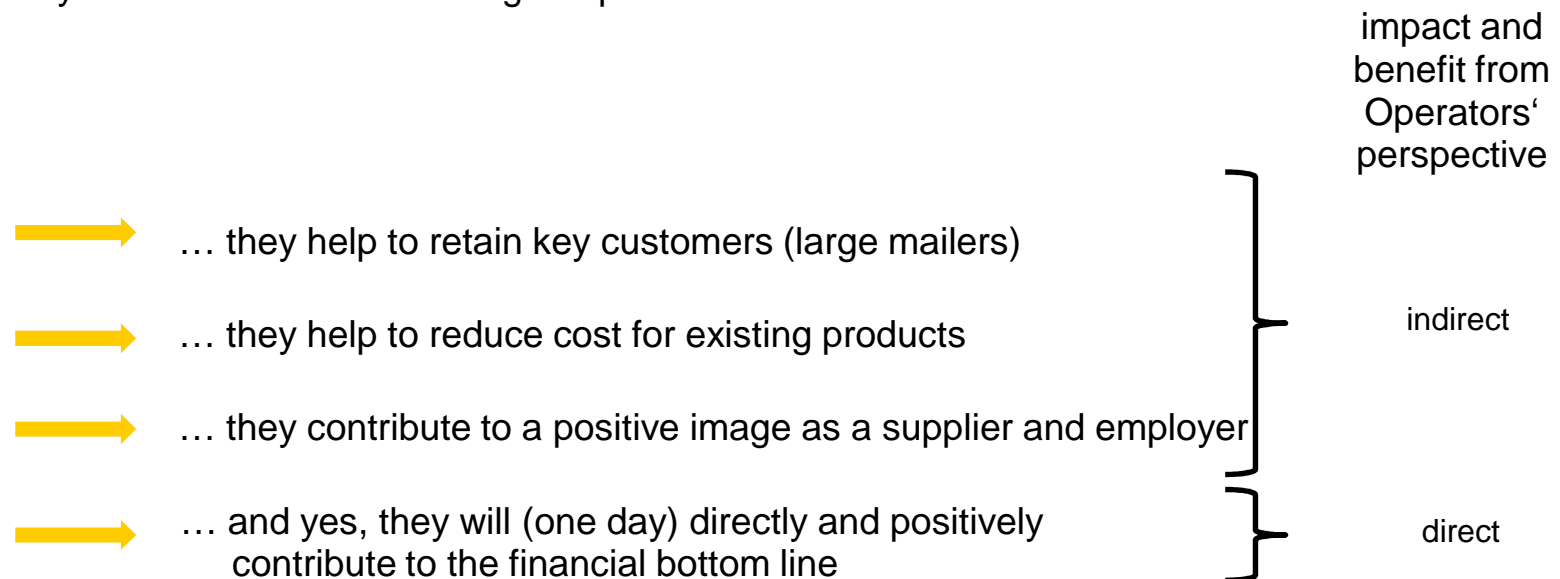 impact and
benefit from
Operators‘
perspective
… they help to retain key customers (large mailers)
… they help to reduce cost for existing products
indirect
… they contribute to a positive image as a supplier and employer
… and yes, they will (one day) directly and positively
contribute to the financial bottom line
direct